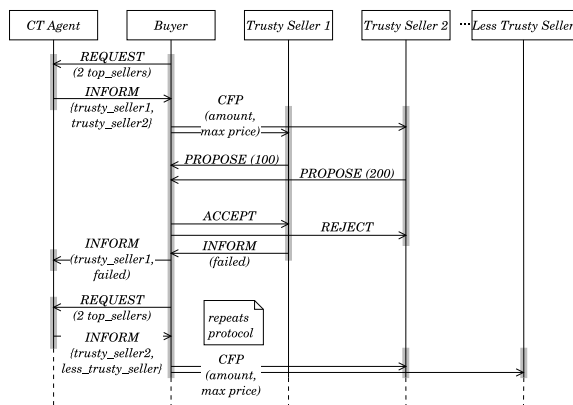 CT Agent
Buyer
Trusty Seller 1
Trusty Seller 2
...
Less Trusty Seller
REQUEST
(2 top_sellers)
INFORM
{trusty_seller1,
trusty_seller2}
CFP
(amount,
max price)
PROPOSE (100)
PROPOSE (200)
ACCEPT
REJECT
INFORM
(failed)
INFORM
(trusty_seller1,
failed)
REQUEST
(2 top_sellers)
repeats
protocol
INFORM
{trusty_seller2,
less_trusty_seller}
CFP
(amount,
max price)